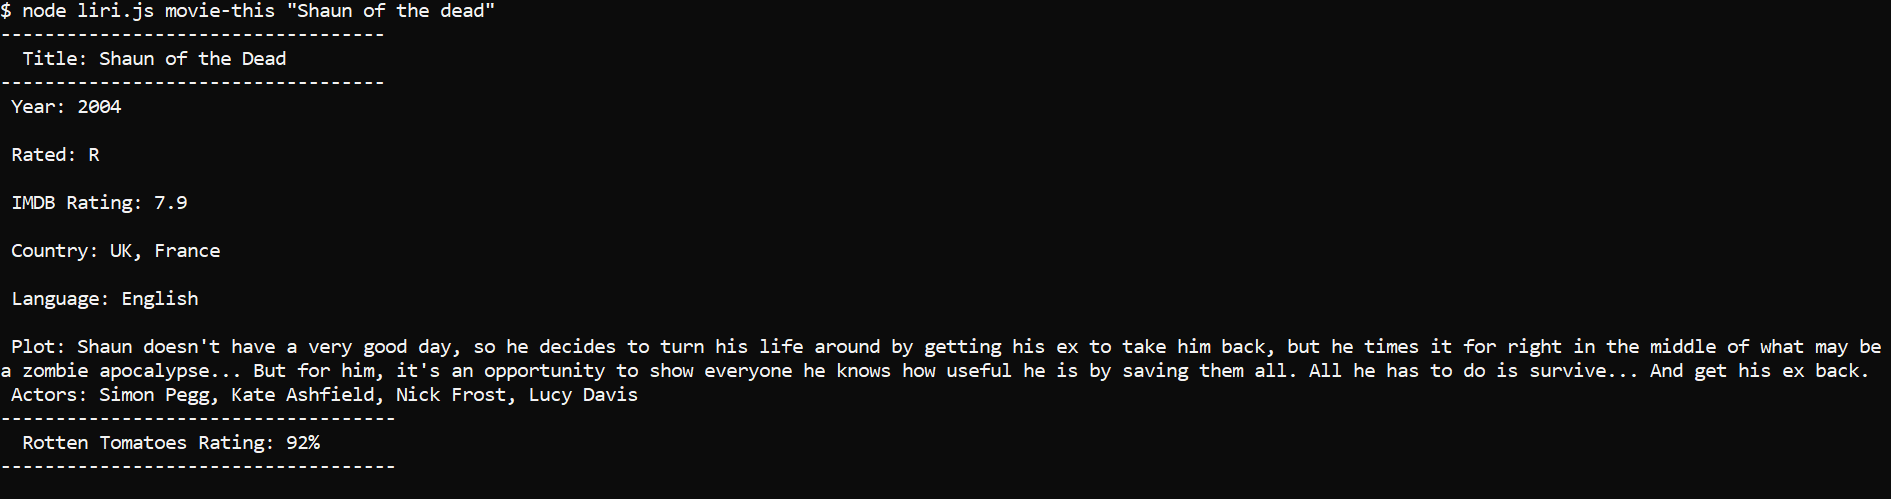 $ node liri.js movie-this "Shaun of the dead"
-----------------------------------
  Title: Shaun of the Dead
-----------------------------------
 Year: 2004
 Rated: R
 IMDB Rating: 7.9
 Country: UK, France
 Language: English
 Plot: Shaun doesn't have a very good day, so he decides to turn his life around by getting his ex to take him back, but he times it for right in the middle of what may be
a zombie apocalypse... But for him, it's an opportunity to show everyone he knows how useful he is by saving them all. All he has to do is survive... And get his ex back.
 Actors: Simon Pegg, Kate Ashfield, Nick Frost, Lucy Davis
------------------------------------
  Rotten Tomatoes Rating: 92%
------------------------------------